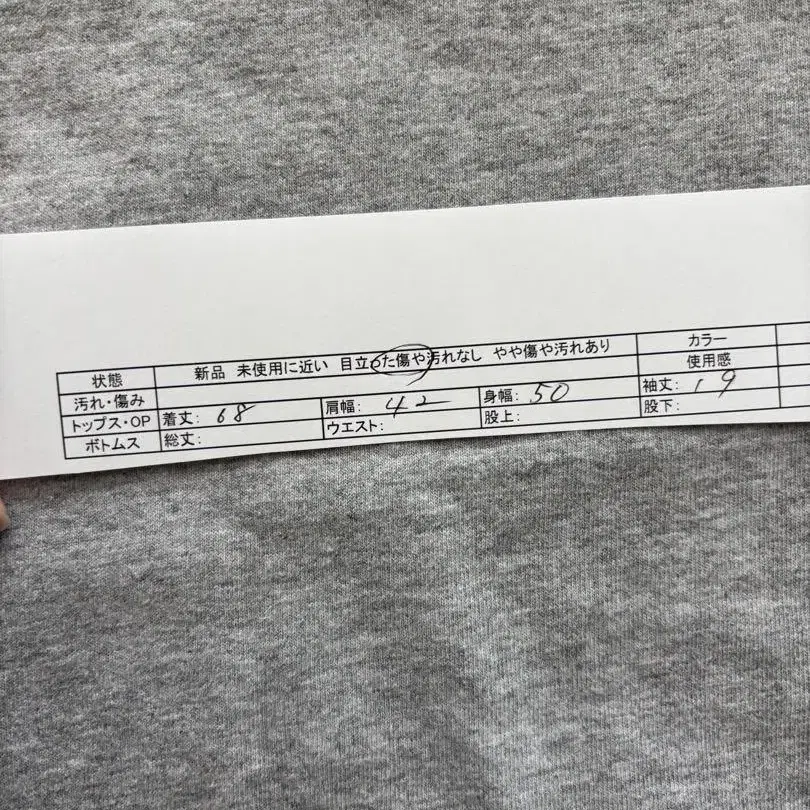 状態 新品 未使用に近い 目立った傷や汚れなし やや傷や汚れあり カラー
汚れ・傷み 使用感
トップス・OP 着丈: 68 肩幅: 42 身幅: 50 袖丈: 19
ボトムス 総丈: ウエスト: 股上: 股下: